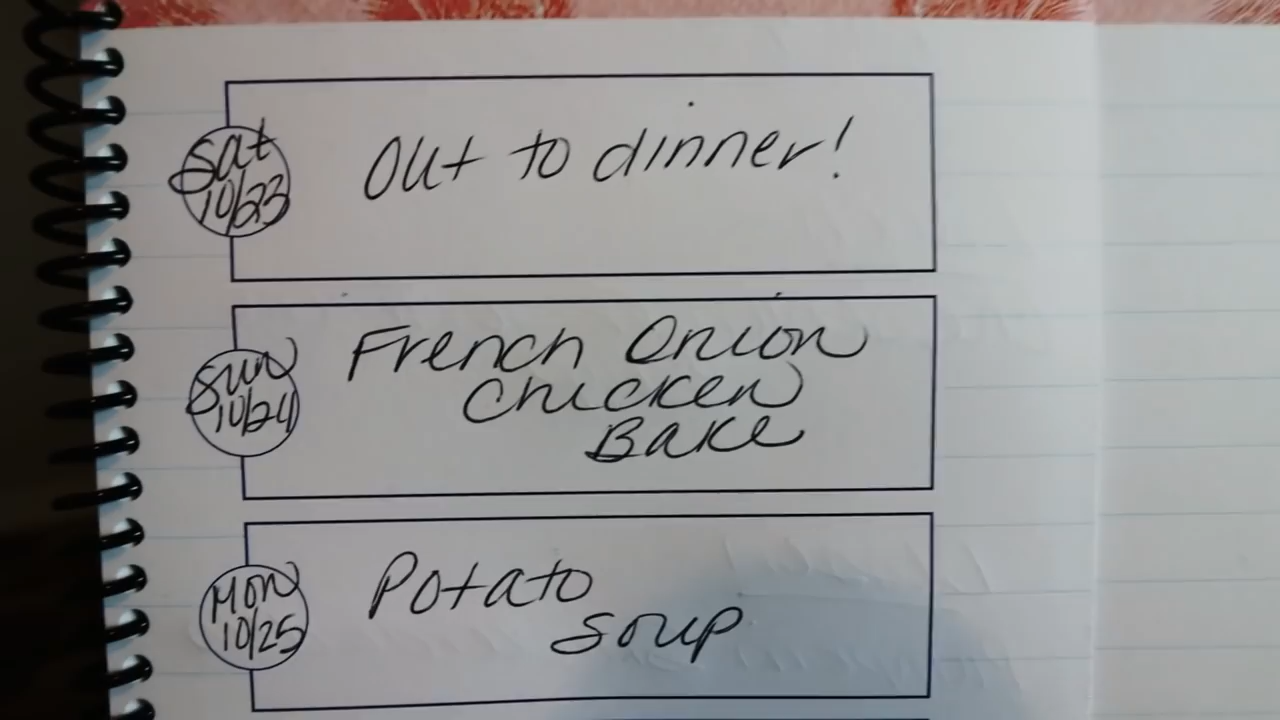 Sat
10/23
Out to dinner!
Sun
10/24
French Onion
Chicken
Bake
Mon
10/25
Potato
Soup